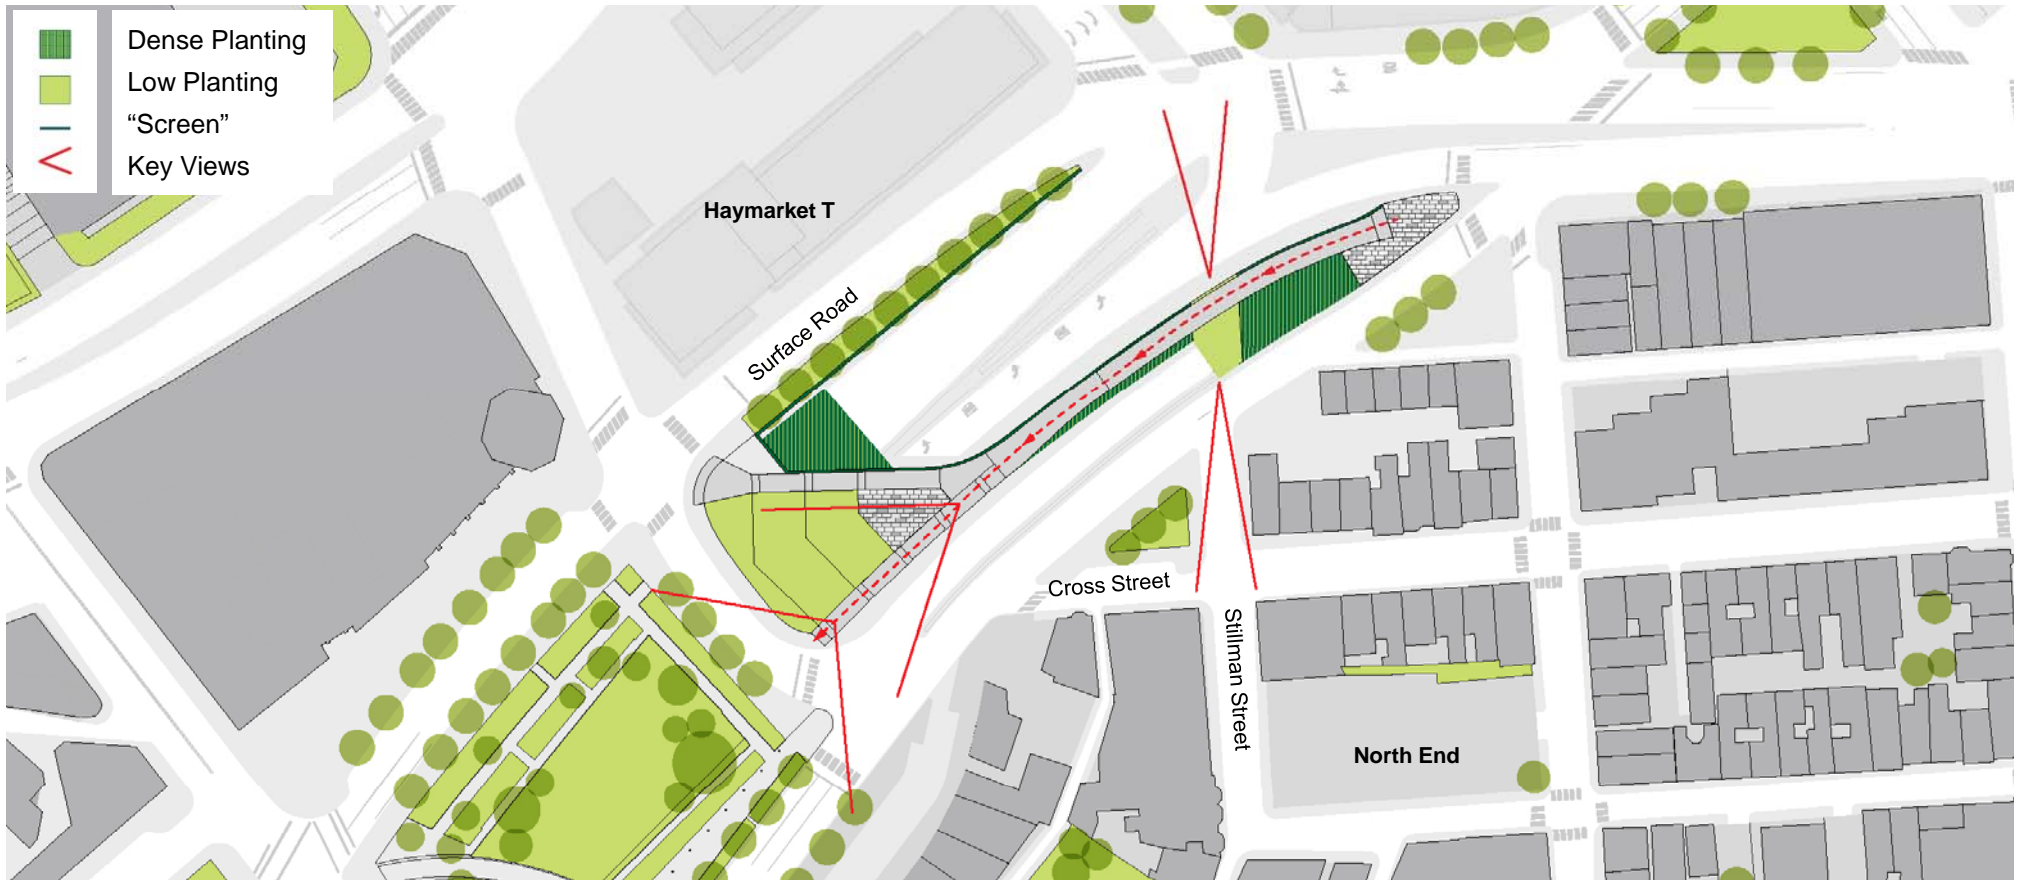 Dense Planting
Low Planting
“Screen”
Key Views
Haymarket T
Surface Road
Cross Street
Stillman Street
North End